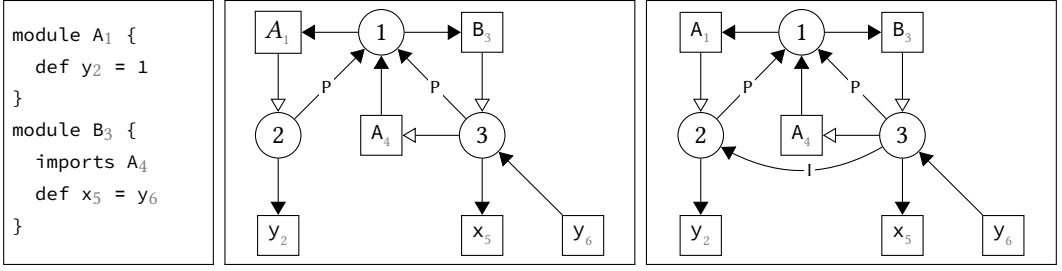 module A₁ {
def y₂ = 1
}
module B₃ {
imports A₄
def x₅ = y₆
}
A₁ 1 B₃
P P
2 A₄ 3
y₂ x₅ y₆
A₁ 1 B₃
P P
2 A₄ 3
I
y₂ x₅ y₆